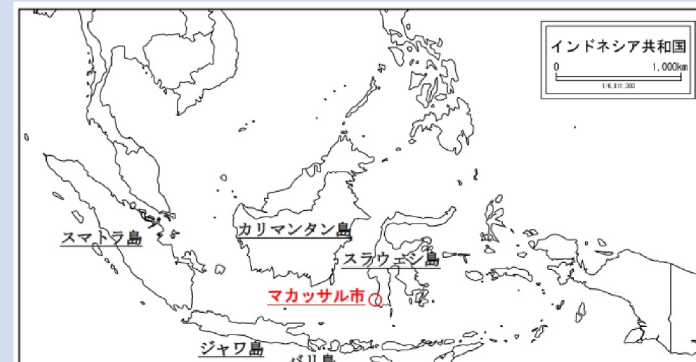 インドネシア共和国
0 1,000km
カリマンタン島
スマトラ島
スラウェシ島
マカッサル市
ジャワ島
バリ島